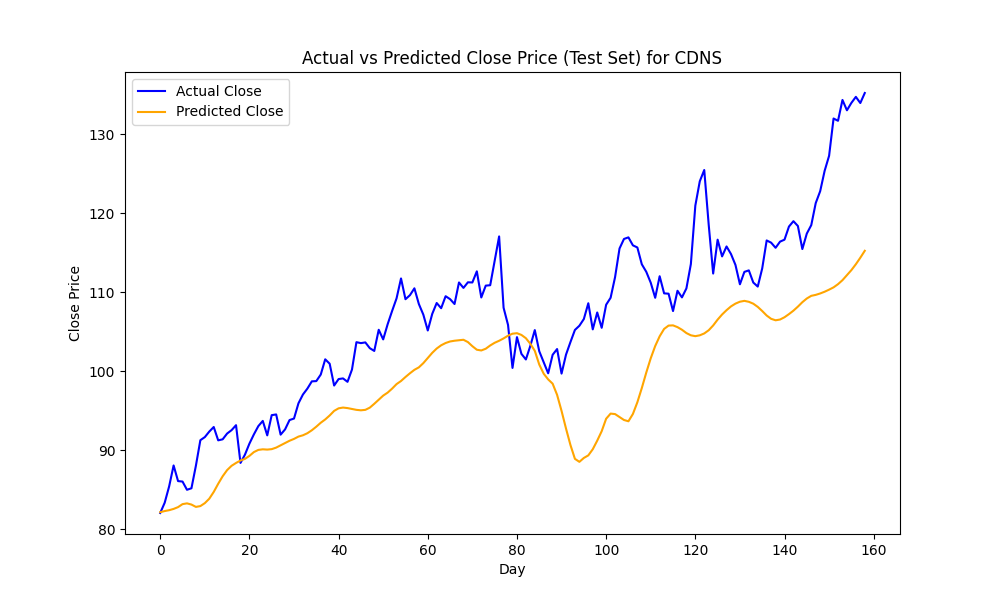 Actual vs Predicted Close Price (Test Set) for CDNS
Actual Close
Predicted Close
Close Price
130
120
110
100
90
80
0 20 40 60 80 100 120 140 160
Day